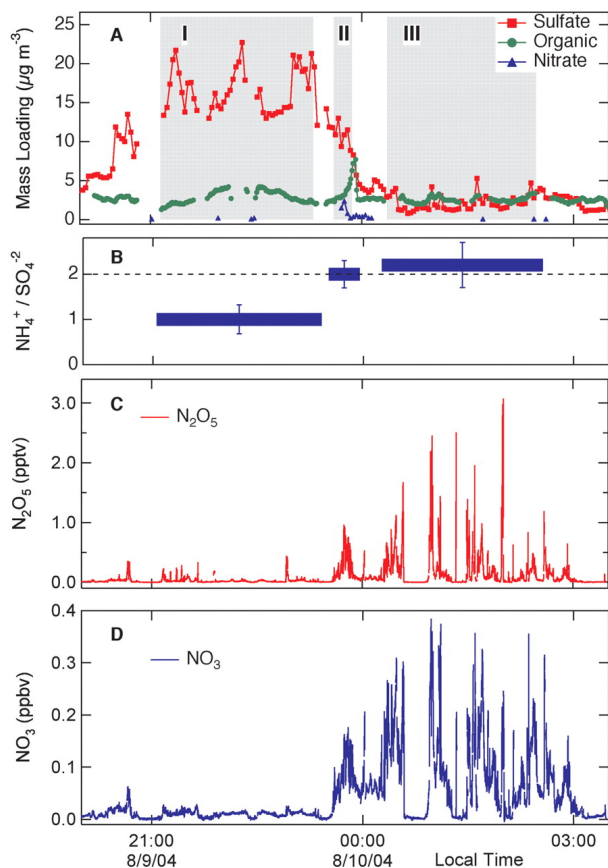 A
I
II
III
Sulfate
Organic
Nitrate
Mass Loading (µg m-3)
25
20
15
10
5
0
B
NH4+ / SO4-2
2
1
0
C
N2O5
N2O5 (pptv)
3.0
2.0
1.0
0.0
D
NO3
NO3 (ppbv)
0.4
0.3
0.2
0.1
0.0
21:00
00:00
03:00
8/9/04
8/10/04
Local Time